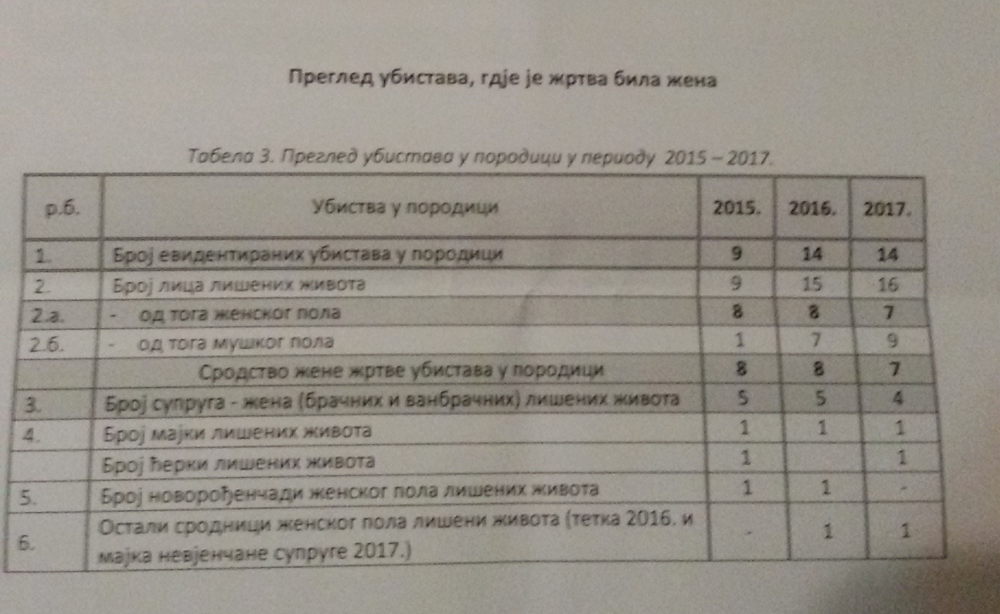 Преглед убистава, гдје је жртва била жена
Табела 3. Преглед убистава у породици у периоду 2015 – 2017.
р.б. Убиства у породици 2015. 2016. 2017.
1. Број евидентираних убистава у породици 9 14 14
2. Број лица лишених живота 9 15 16
2.а. - од тога женског пола 8 8 7
2.б. - од тога мушког пола 1 7 9
Сродство жене жртве убистава у породици 8 8 7
3. Број супруга - жена (брачних и ванбрачних) лишених живота 5 5 4
4. Број мајки лишених живота 1 1 1
Број ћерки лишених живота 1 1
5. Број новорођенчади женског пола лишених живота 1 1 -
6. Остали сродници женског пола лишени живота (тетка 2016. и - 1 1
мајка невјенчане супруге 2017.)